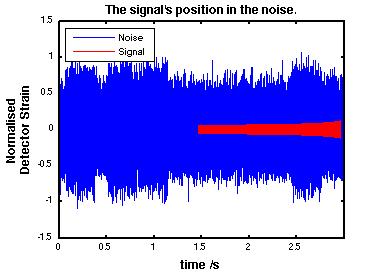 The signal's position in the noise.
1.5
Noise
Signal
1
0.5
0
-0.5
-1
-1.5
Normalised
Detector Strain
0 0.5 1 1.5 2 2.5
time /s